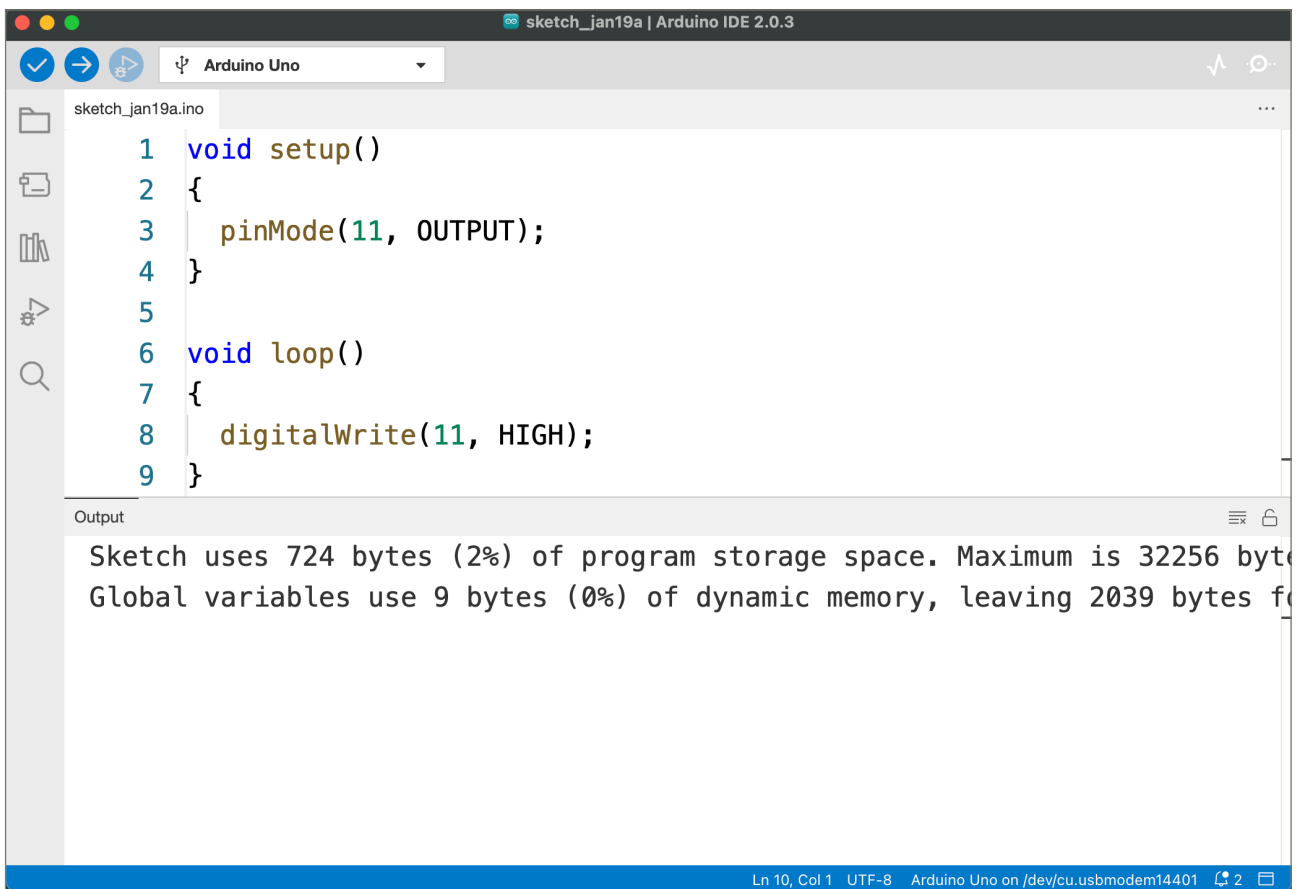 sketch_jan19a | Arduino IDE 2.0.3
Arduino Uno
sketch_jan19a.ino
...
1 void setup()
2 {
3   pinMode(11, OUTPUT);
4 }
5
6 void loop()
7 {
8   digitalWrite(11, HIGH);
9 }
Output
Sketch uses 724 bytes (2%) of program storage space. Maximum is 32256 byte
Global variables use 9 bytes (0%) of dynamic memory, leaving 2039 bytes fo
Ln 10, Col 1 UTF-8 Arduino Uno on /dev/cu.usbmodem14401 2